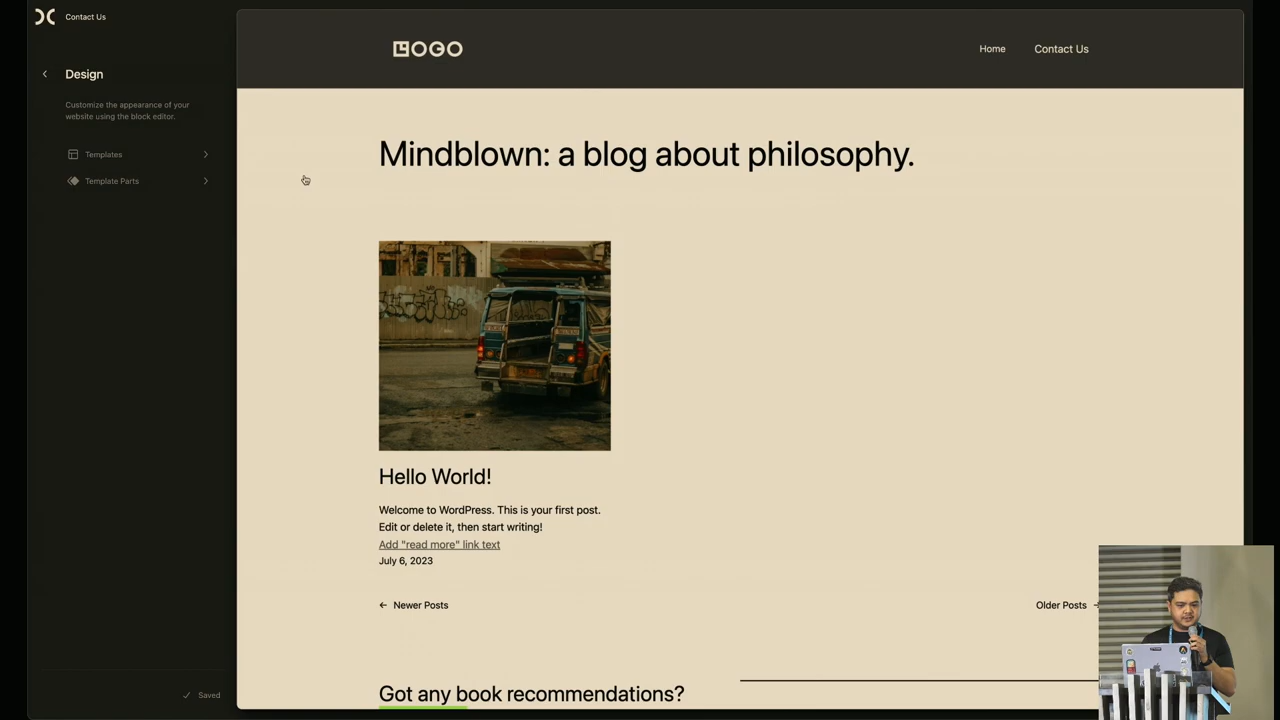 Contact Us
Design
Customize the appearance of your
website using the block editor.
Templates
Template Parts
Saved
LOGO
Home
Contact Us
Mindblown: a blog about philosophy.
Hello World!
Welcome to WordPress. This is your first post.
Edit or delete it, then start writing!
Add "read more" link text
July 6, 2023
← Newer Posts
Older Posts →
Got any book recommendations?